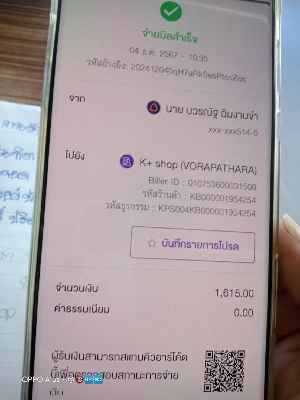 จ่ายบิลสำเร็จ
04 ธ.ค. 2567 - 10:35
รหัสอ้างอิง: 202412040qH7aRkSesPtscZcc
จาก
นาย บวรณัฐ ฉิมงามขำ
xxx-xxx514-0
ไปยัง
K+ shop (VORAPATHARA)
Biller ID : 010753600031508
รหัสร้านค้า : KB000001954254
รหัสธุรกรรม : KPS004KB000001954254
☆ บันทึกรายการโปรด
จำนวนเงิน 1,615.00
ค่าธรรมเนียม 0.00
ผู้รับเงินสามารถสแกนคิวอาร์โค้ด
นี้เพื่อตรวจสอบสถานะการจ่าย
เงิน
OPPO A16